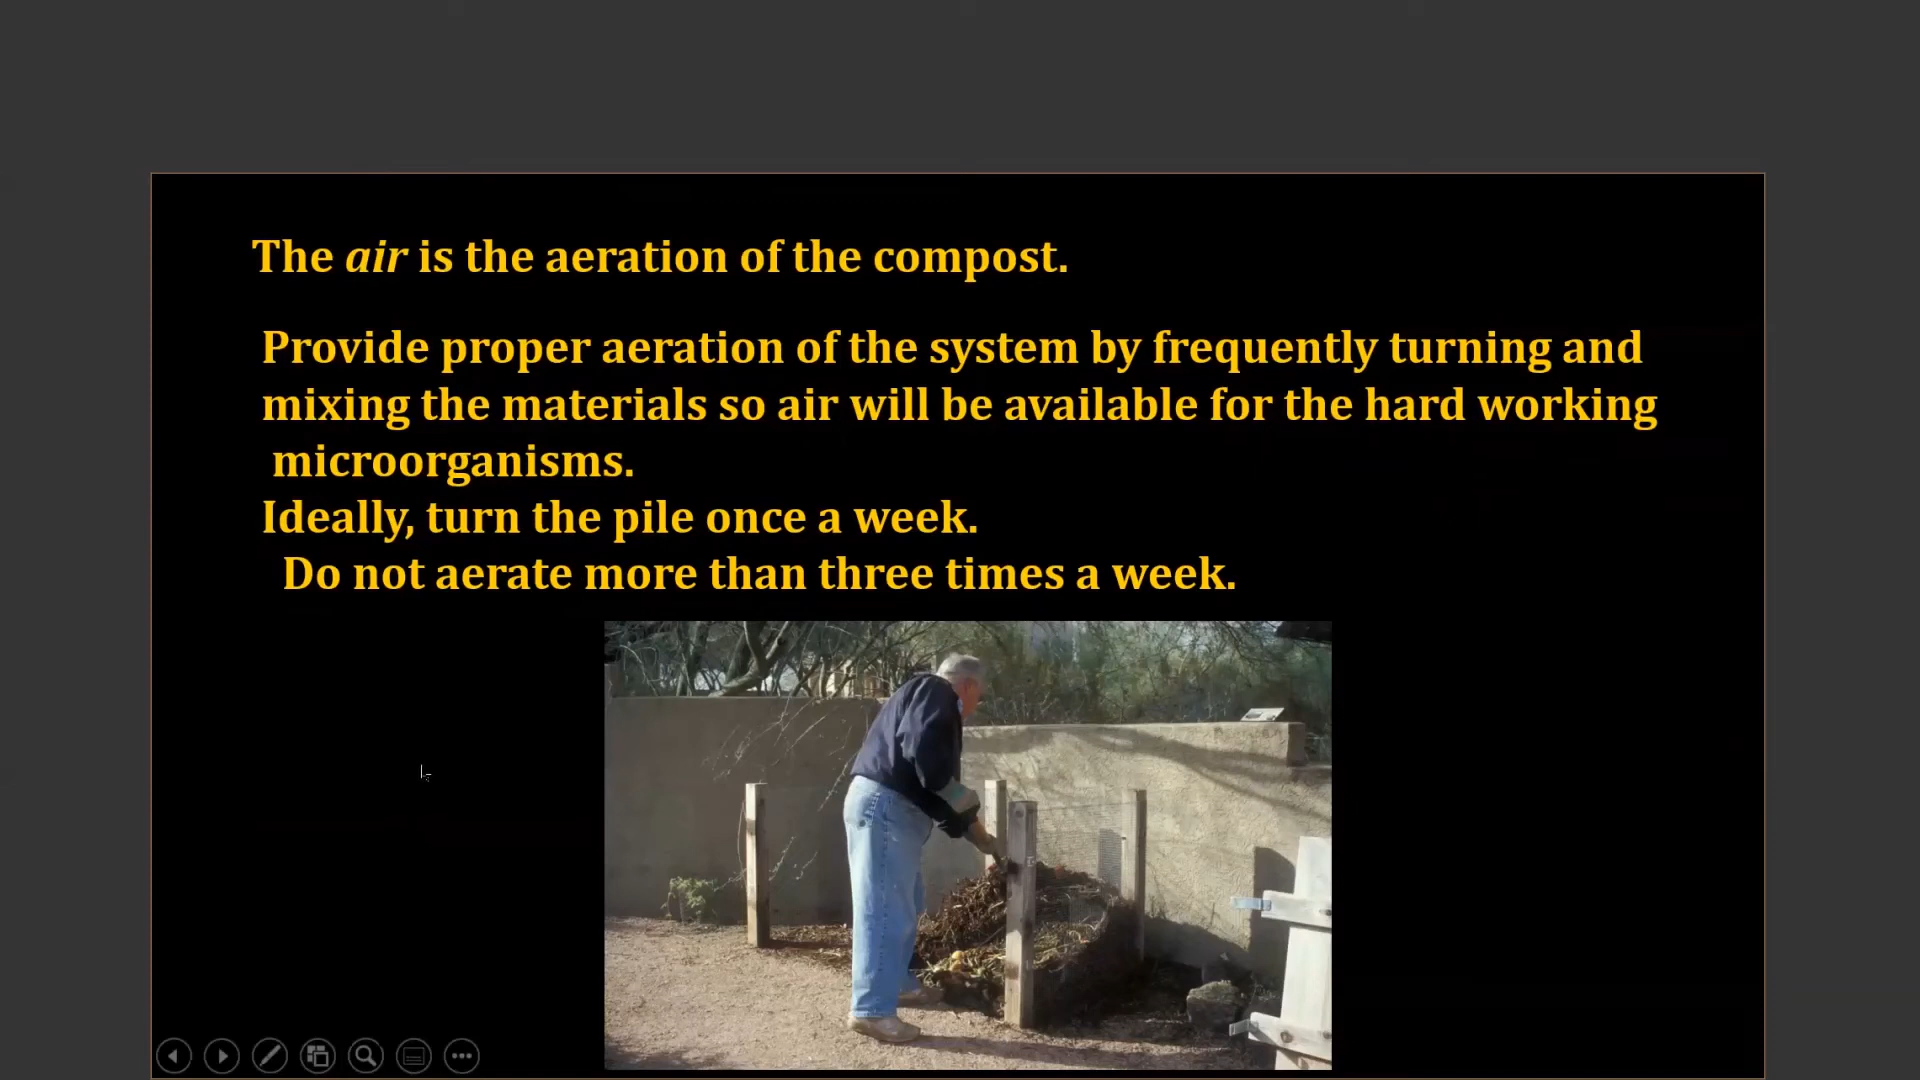 The air is the aeration of the compost.
Provide proper aeration of the system by frequently turning and
mixing the materials so air will be available for the hard working
microorganisms.
Ideally, turn the pile once a week.
Do not aerate more than three times a week.